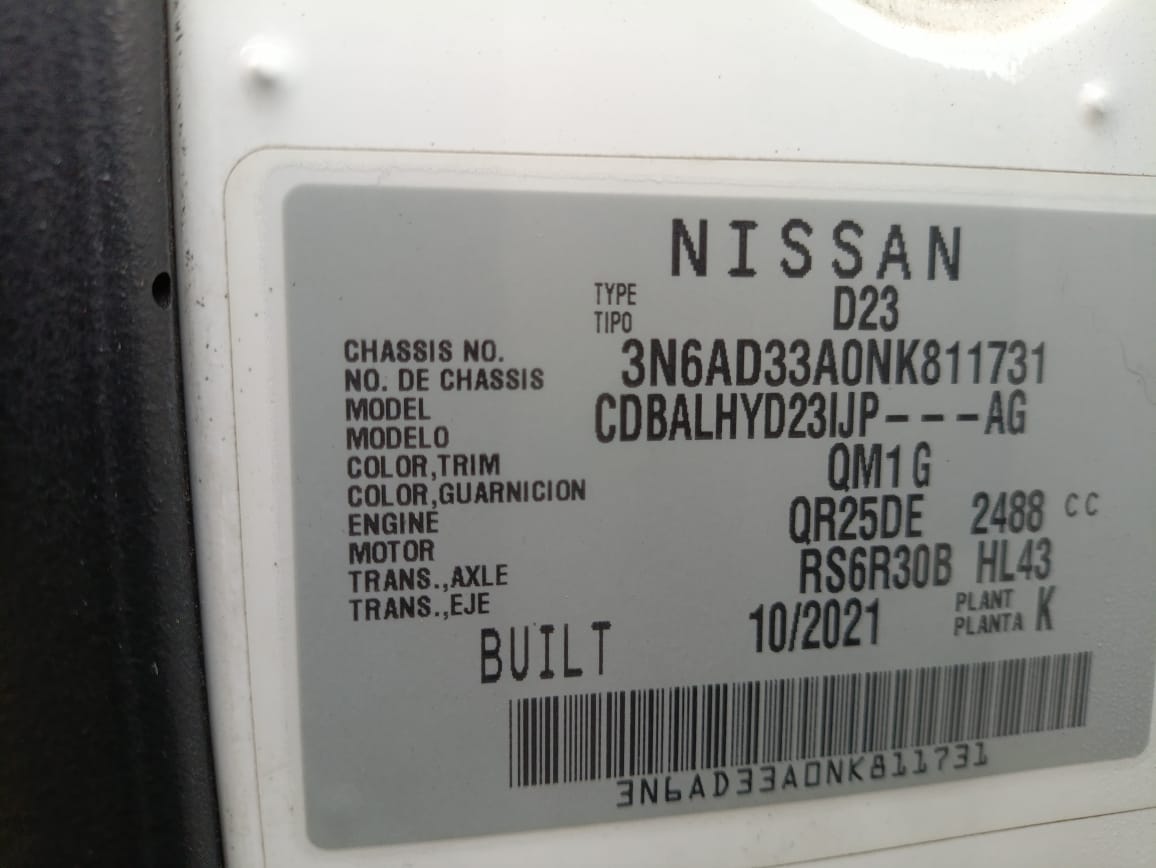 NISSAN
TYPE
TIPO D23
CHASSIS NO.
NO. DE CHASSIS 3N6AD33A0NK811731
MODEL
MODELO CDBALHYD23IJP---AG
COLOR,TRIM
COLOR,GUARNICION QM1 G
ENGINE
MOTOR QR25DE 2488 CC
TRANS.,AXLE
TRANS.,EJE RS6R30B HL43
BUILT 10/2021 PLANT
PLANTA K
3N6AD33A0NK811731